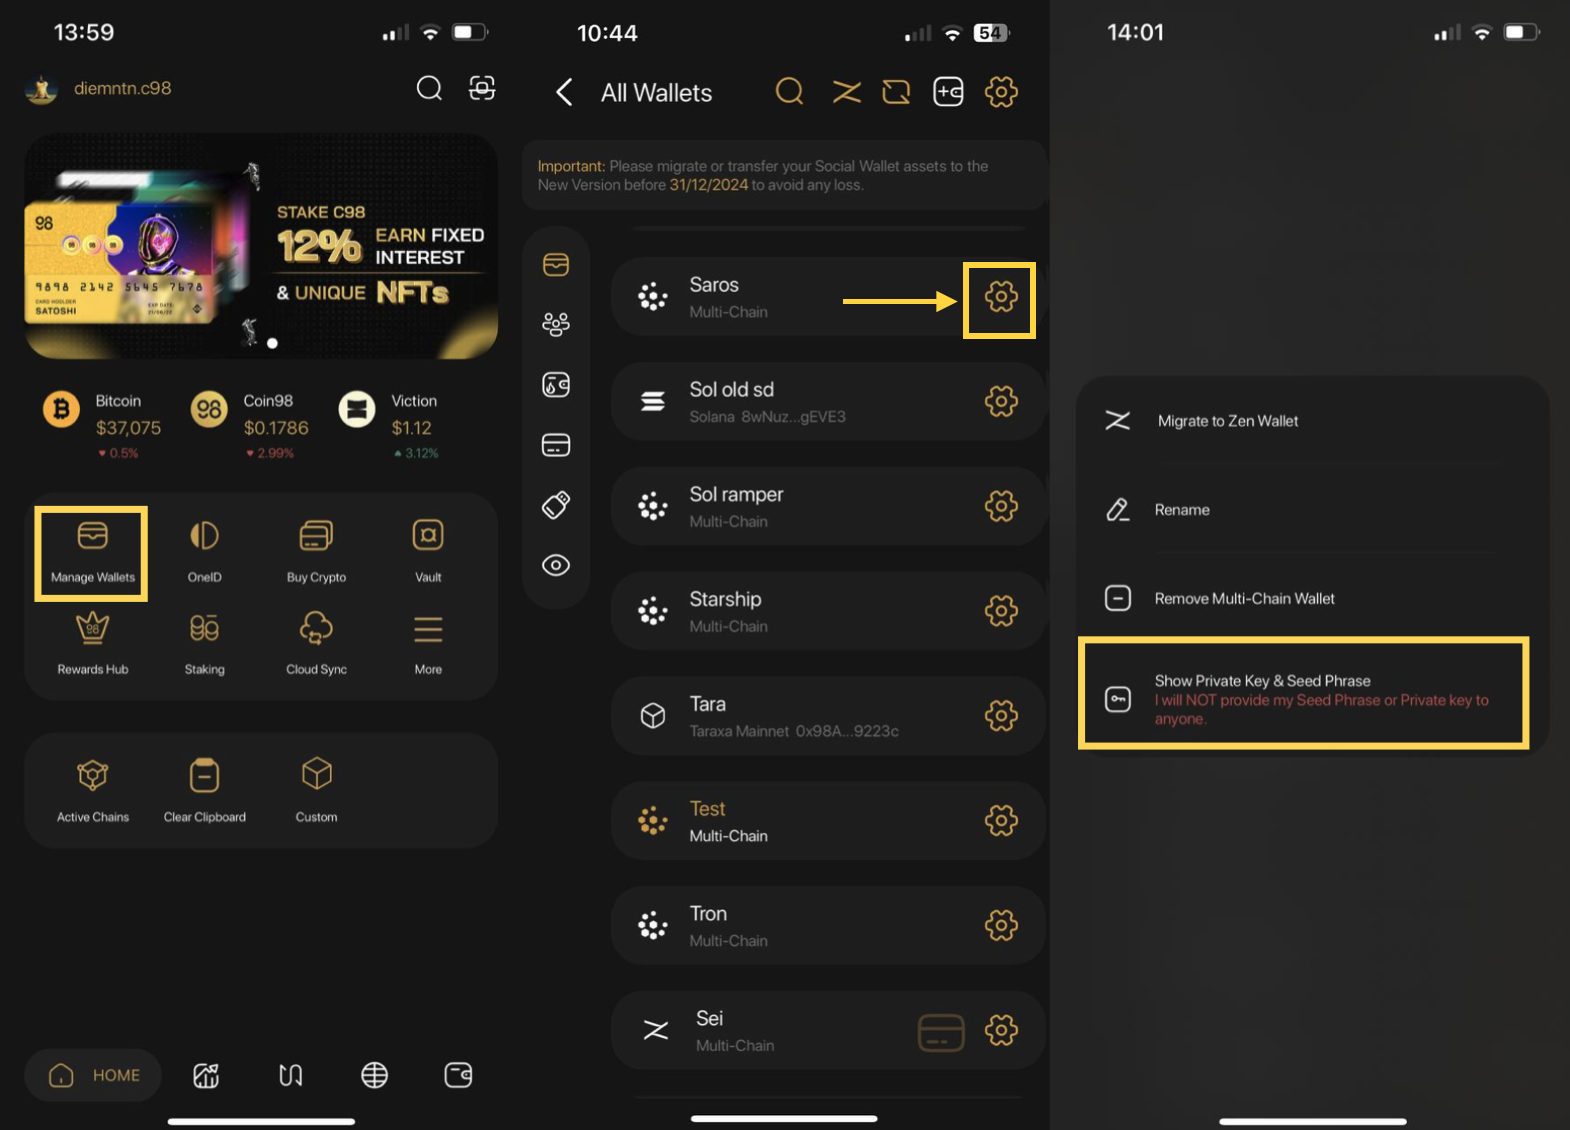 13:59
diemntn.c98
98
9898 2142 5645 7678
CARD HOLDER
SATOSHI
EXP DATE:
STAKE C98
12% EARN FIXED
INTEREST
& UNIQUE NFTs
Bitcoin
$37,075
0.5%
98
Coin98
$0.1786
2.99%
Viction
$1.12
3.12%
Manage Wallets
OneID
Buy Crypto
Vault
98
Rewards Hub
Staking
Cloud Sync
More
Active Chains
Clear Clipboard
Custom
HOME
10:44
54
All Wallets
Important: Please migrate or transfer your Social Wallet assets to the
New Version before 31/12/2024 to avoid any loss.
Saros
Multi-Chain
Sol old sd
Solana 8wNuz...gEVE3
Sol ramper
Multi-Chain
Starship
Multi-Chain
Tara
Taraxa Mainnet 0x98A...9223c
Test
Multi-Chain
Tron
Multi-Chain
Sei
Multi-Chain
14:01
Migrate to Zen Wallet
Rename
Remove Multi-Chain Wallet
Show Private Key & Seed Phrase
I will NOT provide my Seed Phrase or Private key to
anyone.